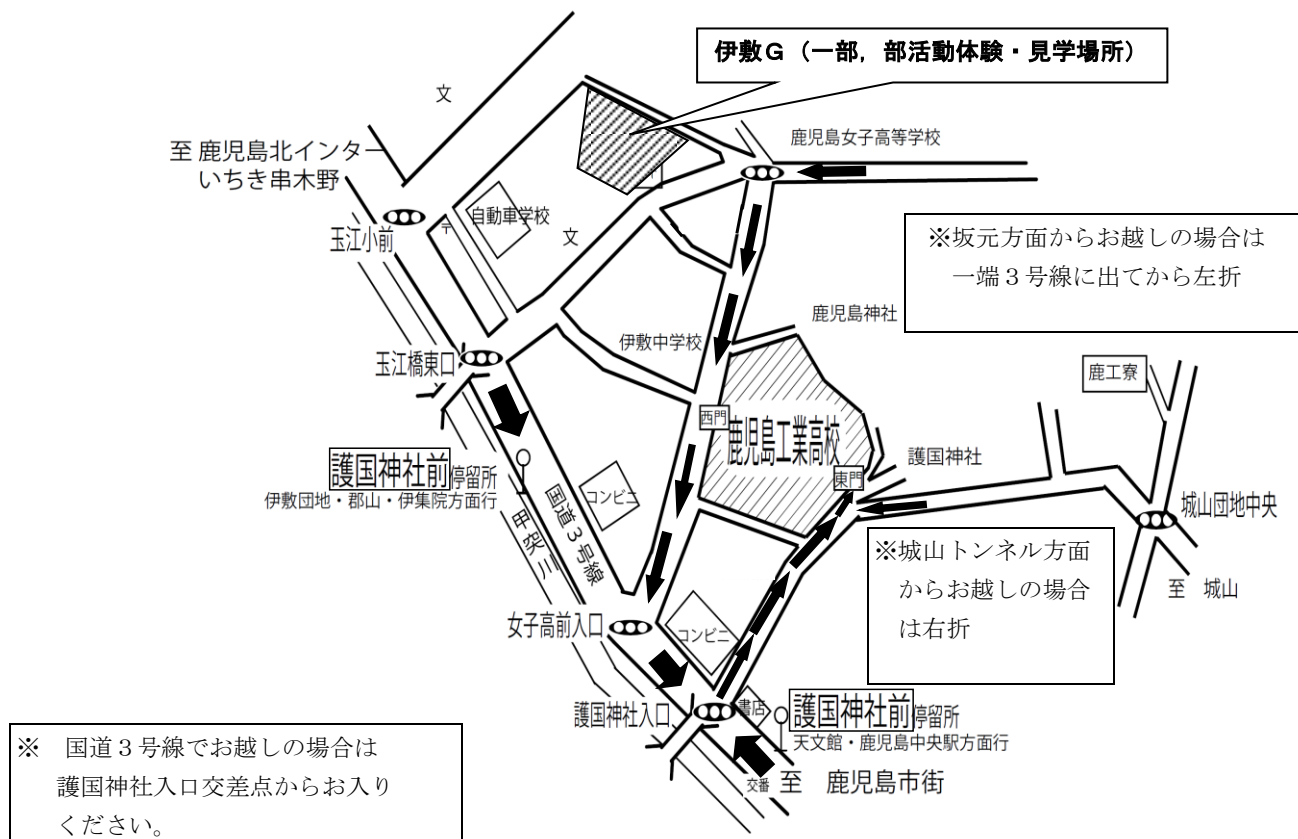 伊敷G（一部，部活動体験・見学場所）
文
鹿児島女子高等学校
至 鹿児島北インター
いちき串木野
自動車学校
〒
玉江小前
文
※坂元方面からお越しの場合は
一端３号線に出てから左折
鹿児島神社
伊敷中学校
玉江橋東口
鹿工寮
西門
鹿児島工業高校
護国神社
東門
護国神社前停留所
伊敷団地・郡山・伊集院方面行
コンビニ
国道３号線
甲突川
城山団地中央
※城山トンネル方面
からお越しの場合
は右折
至　城山
女子高前入口
コンビニ
護国神社入口
書店
護国神社前停留所
天文館・鹿児島中央駅方面行
交番
至　鹿児島市街
※　国道３号線でお越しの場合は
護国神社入口交差点からお入り
ください。